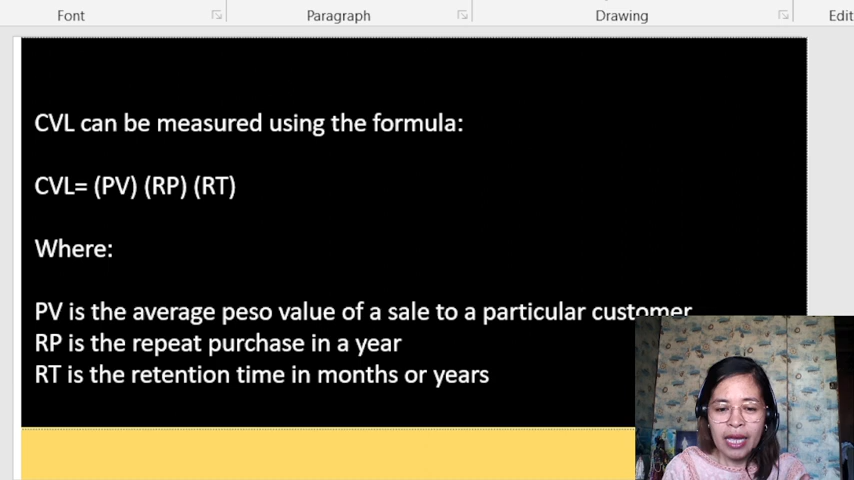 Font Paragraph Drawing Edit
CVL can be measured using the formula:
CVL= (PV) (RP) (RT)
Where:
PV is the average peso value of a sale to a particular customer
RP is the repeat purchase in a year
RT is the retention time in months or years